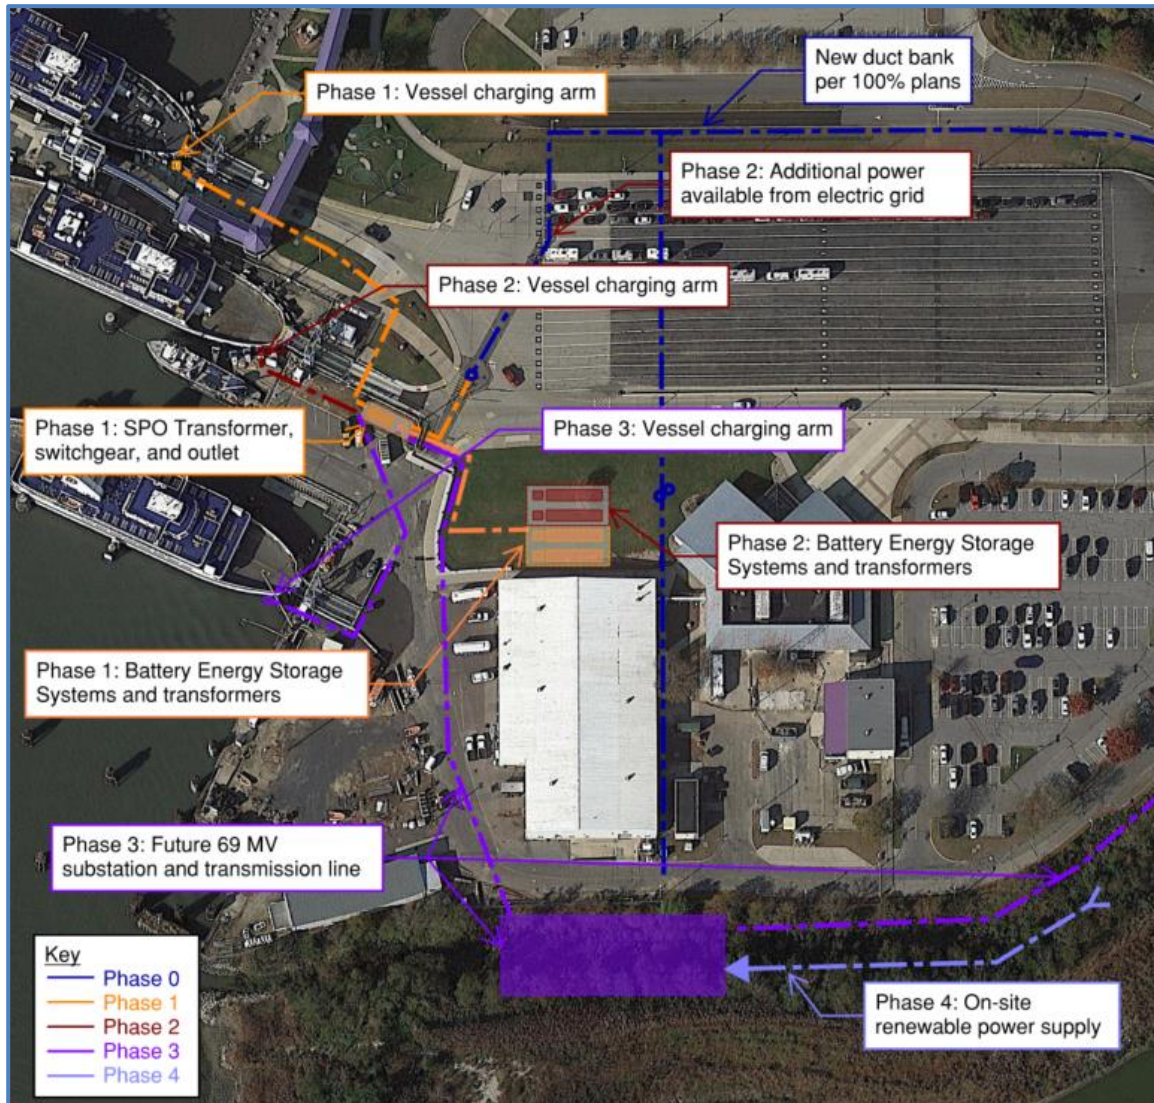 New duct bank
per 100% plans
Phase 1: Vessel charging arm
Phase 2: Additional power
available from electric grid
Phase 2: Vessel charging arm
Phase 1: SPO Transformer,
switchgear, and outlet
Phase 3: Vessel charging arm
Phase 2: Battery Energy Storage
Systems and transformers
Phase 1: Battery Energy Storage
Systems and transformers
Phase 3: Future 69 MV
substation and transmission line
Key
Phase 0
Phase 1
Phase 2
Phase 3
Phase 4
Phase 4: On-site
renewable power supply